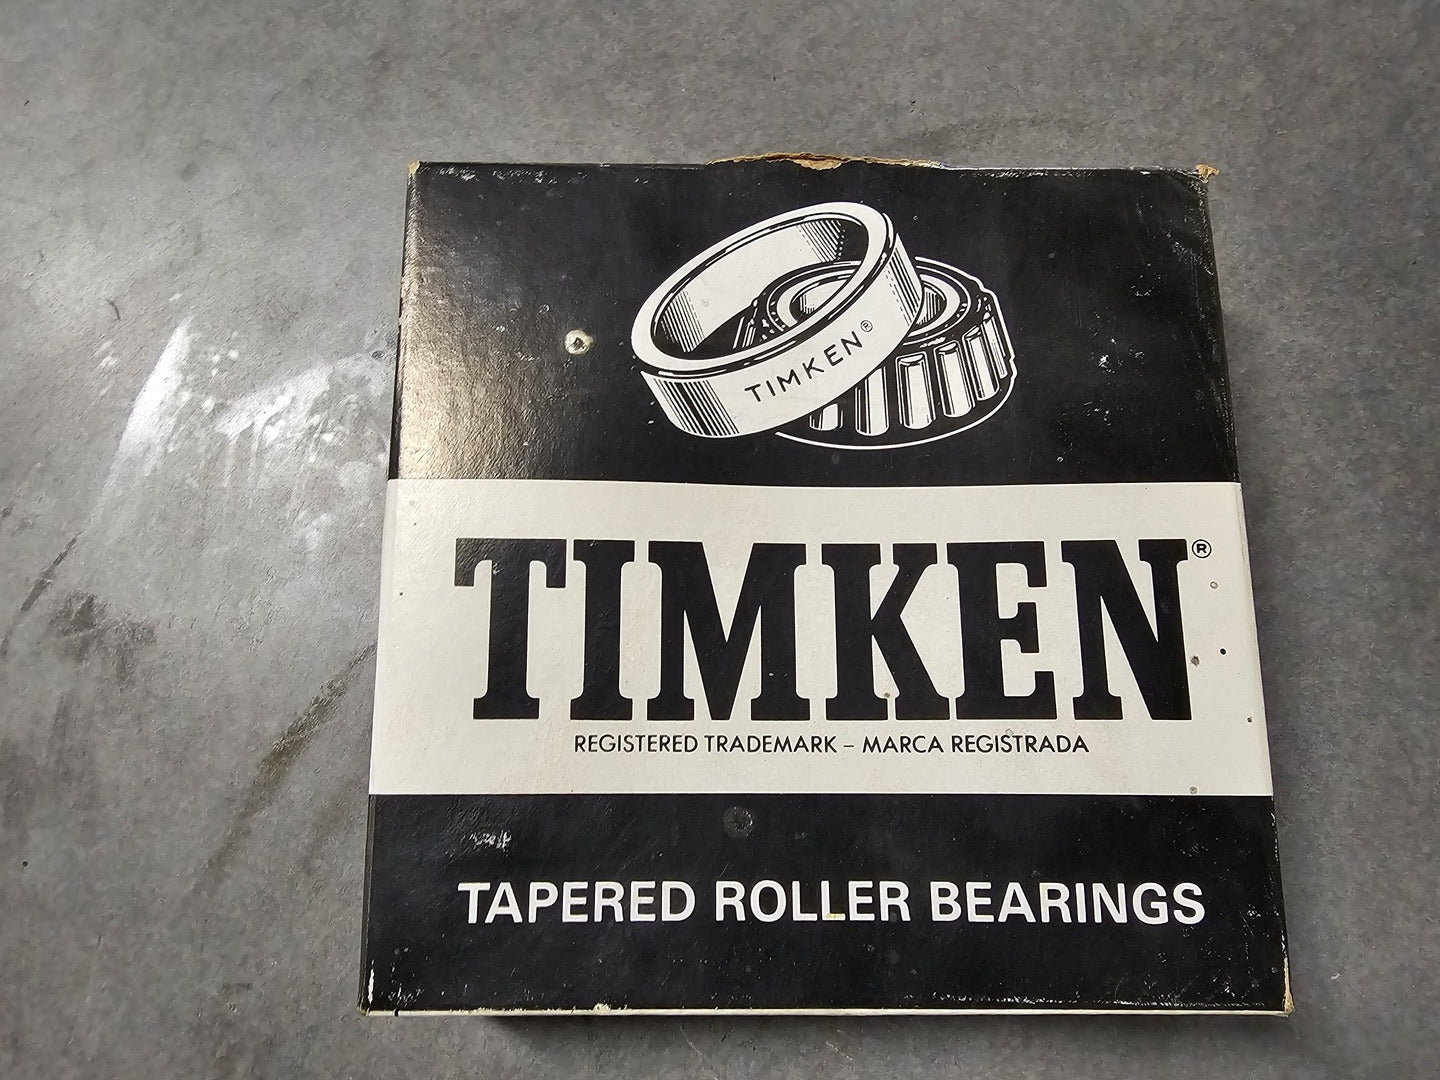 TIMKEN®
TIMKEN®
REGISTERED TRADEMARK – MARCA REGISTRADA
TAPERED ROLLER BEARINGS